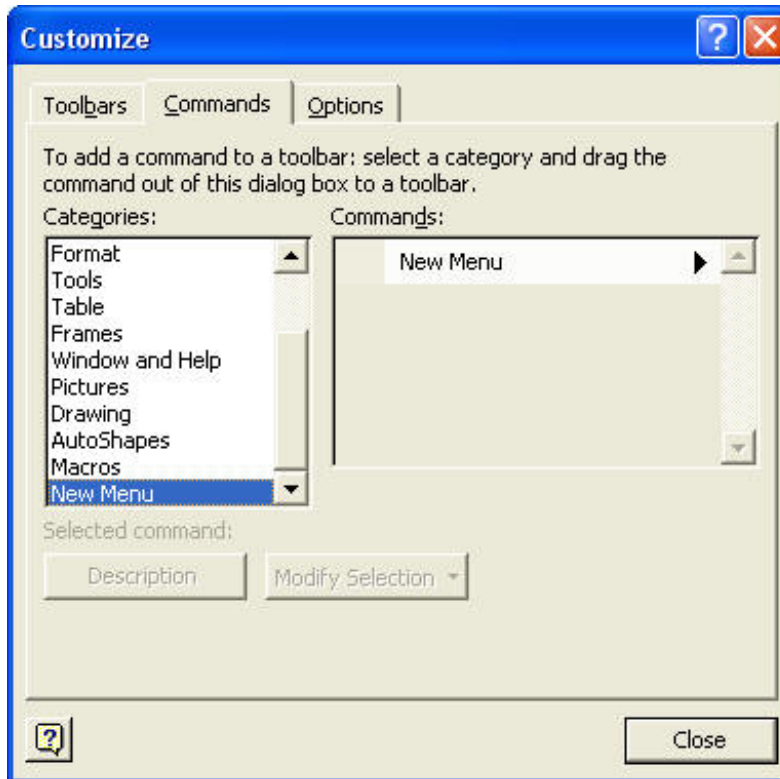 Customize
Toolbars Commands Options
To add a command to a toolbar: select a category and drag the
command out of this dialog box to a toolbar.
Categories: Commands:
Format
Tools
Table
Frames
Window and Help
Pictures
Drawing
AutoShapes
Macros
New Menu
New Menu
Selected command:
Description Modify Selection
Close